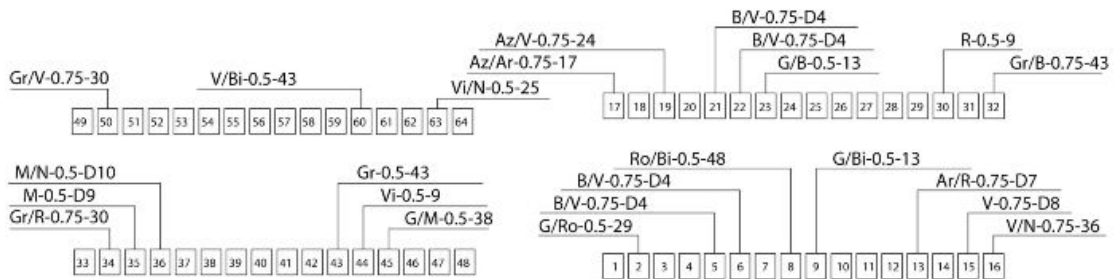 B/V-0.75-D4
Az/V-0.75-24
B/V-0.75-D4
R-0.5-9
Gr/V-0.75-30
V/Bi-0.5-43
Az/Ar-0.75-17
G/B-0.5-13
Gr/B-0.75-43
Vi/N-0.5-25
49 50 51 52 53 54 55 56 57 58 59 60 61 62 63 64
17 18 19 20 21 22 23 24 25 26 27 28 29 30 31 32
M/N-0.5-D10
Gr-0.5-43
Ro/Bi-0.5-48
G/Bi-0.5-13
M-0.5-D9
Vi-0.5-9
B/V-0.75-D4
Ar/R-0.75-D7
Gr/R-0.75-30
G/M-0.5-38
B/V-0.75-D4
V-0.75-D8
G/Ro-0.5-29
V/N-0.75-36
33 34 35 36 37 38 39 40 41 42 43 44 45 46 47 48
1 2 3 4 5 6 7 8 9 10 11 12 13 14 15 16